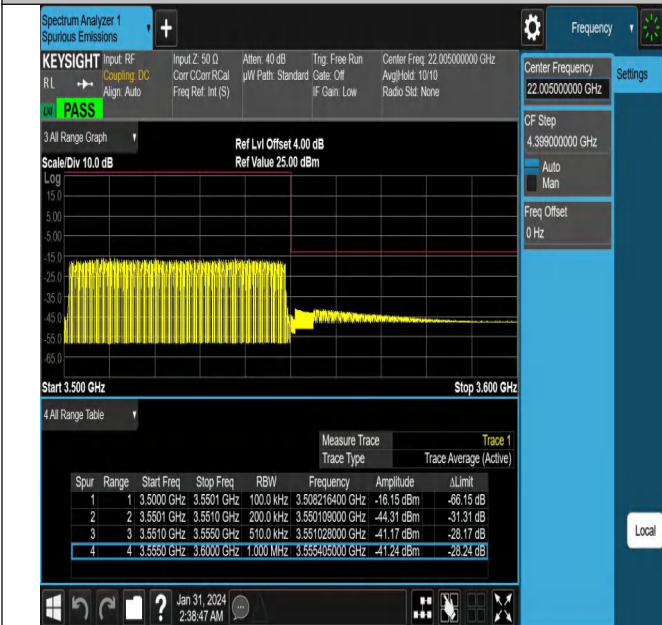 Spectrum Analyzer 1
Spurious Emissions
+
Frequency
KEYSIGHT
RL
Input: RF
Coupling: DC
Align: Auto
Input Z: 50 Ω
Corr CCorr RCal
Freq Ref: Int (S)
Atten: 40 dB
µW Path: Standard
Trig: Free Run
Gate: Off
IF Gain: Low
Center Freq: 22.005000000 GHz
Avg|Hold: 10/10
Radio Std: None
PASS
Center Frequency
22.005000000 GHz
Settings
CF Step
4.399000000 GHz
Auto
Man
Freq Offset
0 Hz
Local
3 All Range Graph
Scale/Div 10.0 dB
Ref Lvl Offset 4.00 dB
Ref Value 25.00 dBm
Log
15.0
5.00
-5.00
-15.0
-25.0
-35.0
-45.0
-55.0
-65.0
Start 3.500 GHz
Stop 3.600 GHz
4 All Range Table
Measure Trace Trace 1
Trace Type Trace Average (Active)
Spur Range Start Freq Stop Freq RBW Frequency Amplitude ΔLimit
1 1 3.5000 GHz 3.5501 GHz 100.0 kHz 3.508216400 GHz -16.15 dBm -66.15 dB
2 2 3.5501 GHz 3.5510 GHz 200.0 kHz 3.550109000 GHz -44.31 dBm -31.31 dB
3 3 3.5510 GHz 3.5550 GHz 510.0 kHz 3.551028000 GHz -41.17 dBm -28.17 dB
4 4 3.5550 GHz 3.6000 GHz 1.000 MHz 3.555405000 GHz -41.24 dBm -28.24 dB
?
Jan 31, 2024
2:38:47 AM